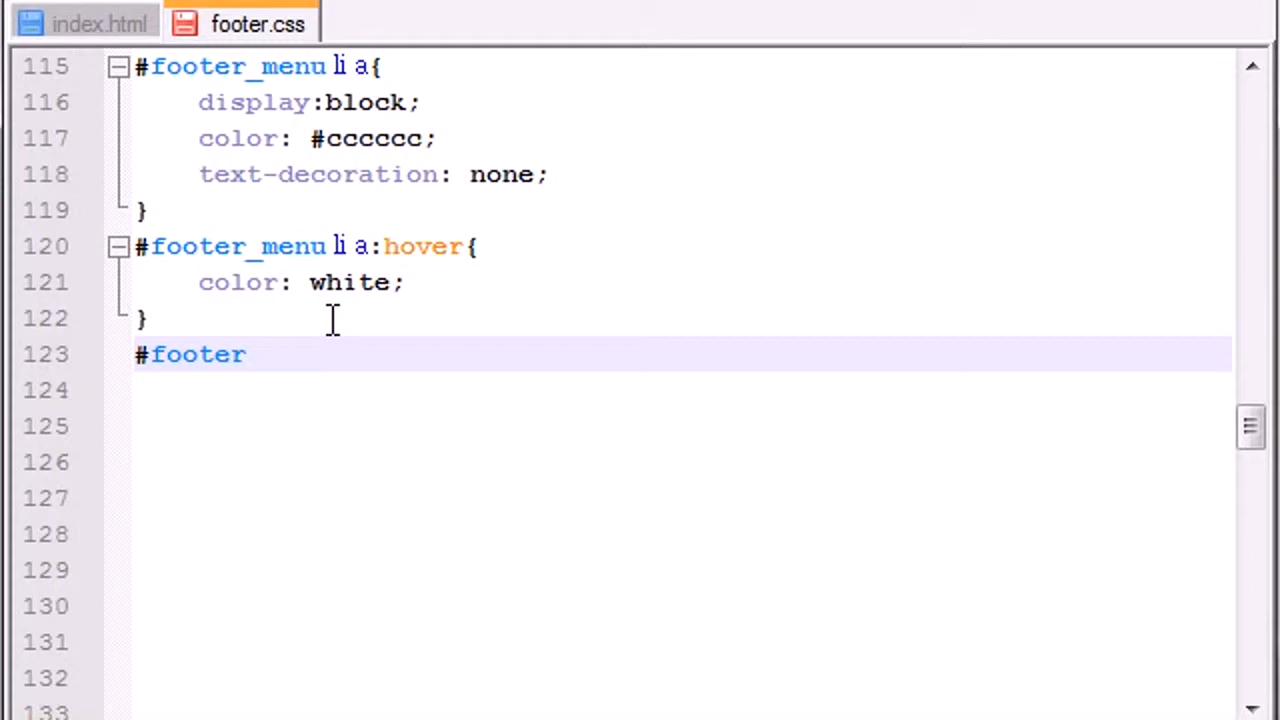 index.html footer.css
115 #footer_menu li a{
116 display:block;
117 color: #cccccc;
118 text-decoration: none;
119 }
120 #footer_menu li a:hover{
121 color: white;
122 }
123 #footer
124
125
126
127
128
129
130
131
132
133